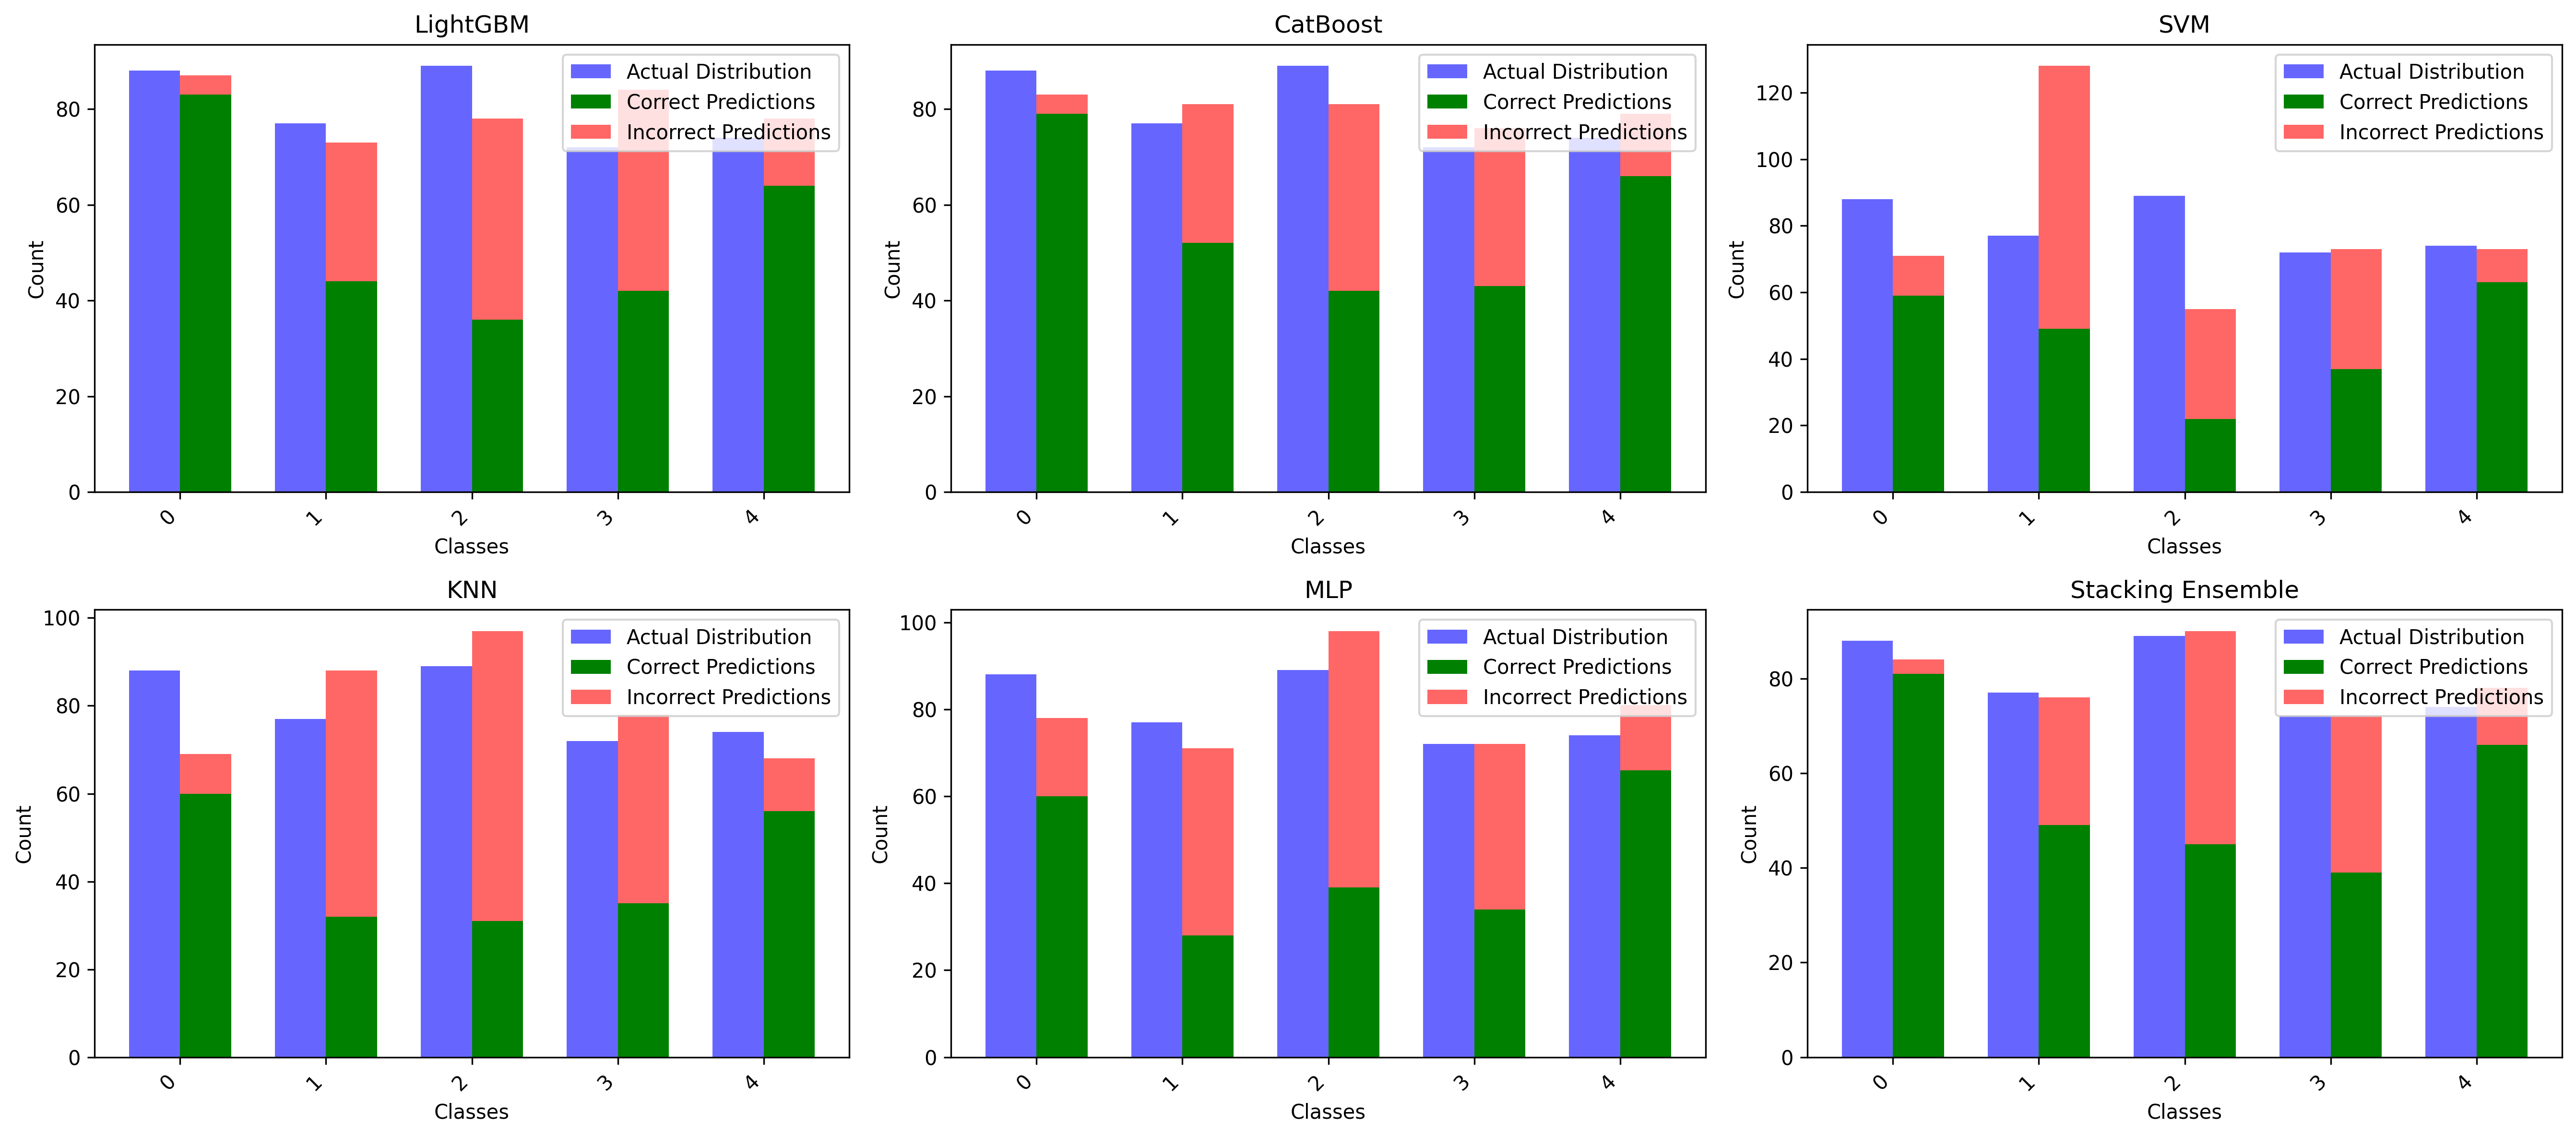 LightGBM
Actual Distribution
Correct Predictions
Incorrect Predictions
Count
80
60
40
20
0
0 1 2 3 4
Classes
CatBoost
Actual Distribution
Correct Predictions
Incorrect Predictions
Count
80
60
40
20
0
0 1 2 3 4
Classes
SVM
Actual Distribution
Correct Predictions
Incorrect Predictions
Count
120
100
80
60
40
20
0
0 1 2 3 4
Classes
KNN
Actual Distribution
Correct Predictions
Incorrect Predictions
Count
100
80
60
40
20
0
0 1 2 3 4
Classes
MLP
Actual Distribution
Correct Predictions
Incorrect Predictions
Count
100
80
60
40
20
0
0 1 2 3 4
Classes
Stacking Ensemble
Actual Distribution
Correct Predictions
Incorrect Predictions
Count
80
60
40
20
0
0 1 2 3 4
Classes